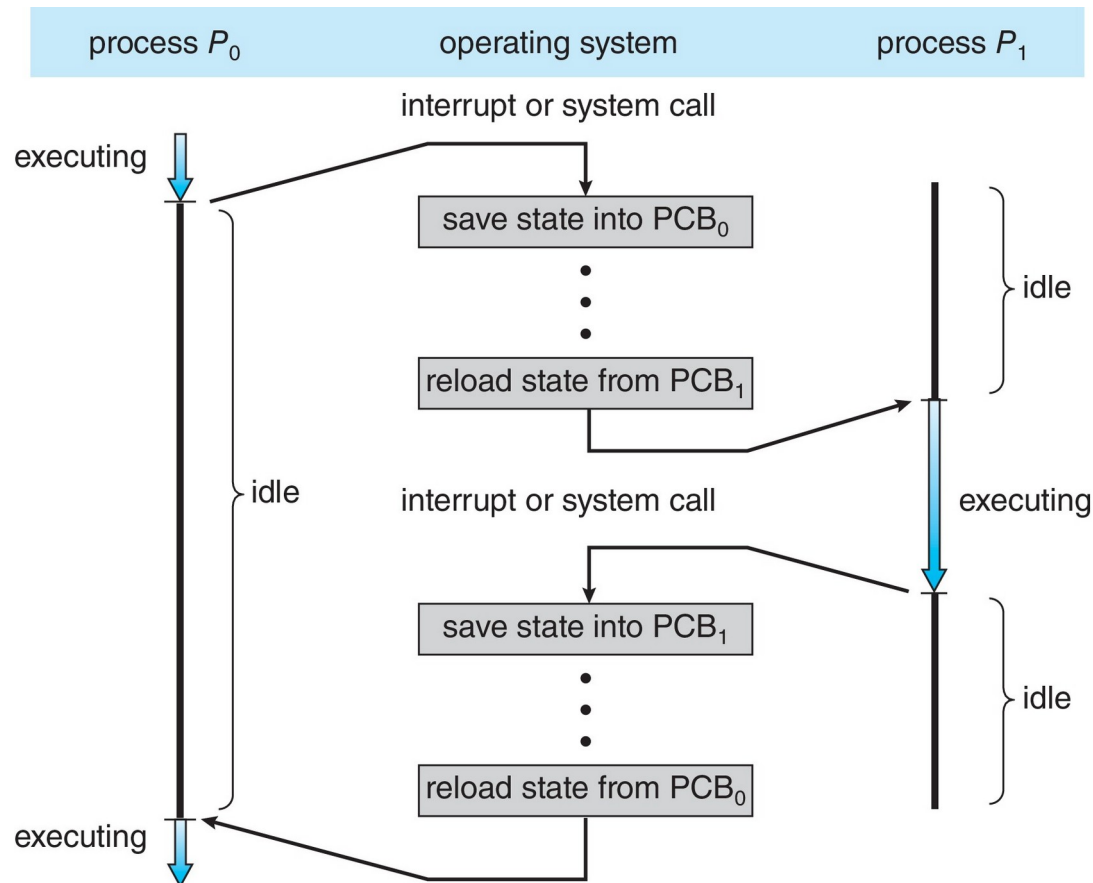 process P₀
operating system
process P₁
interrupt or system call
executing
save state into PCB₀
idle
reload state from PCB₁
idle
interrupt or system call
executing
save state into PCB₁
idle
reload state from PCB₀
executing